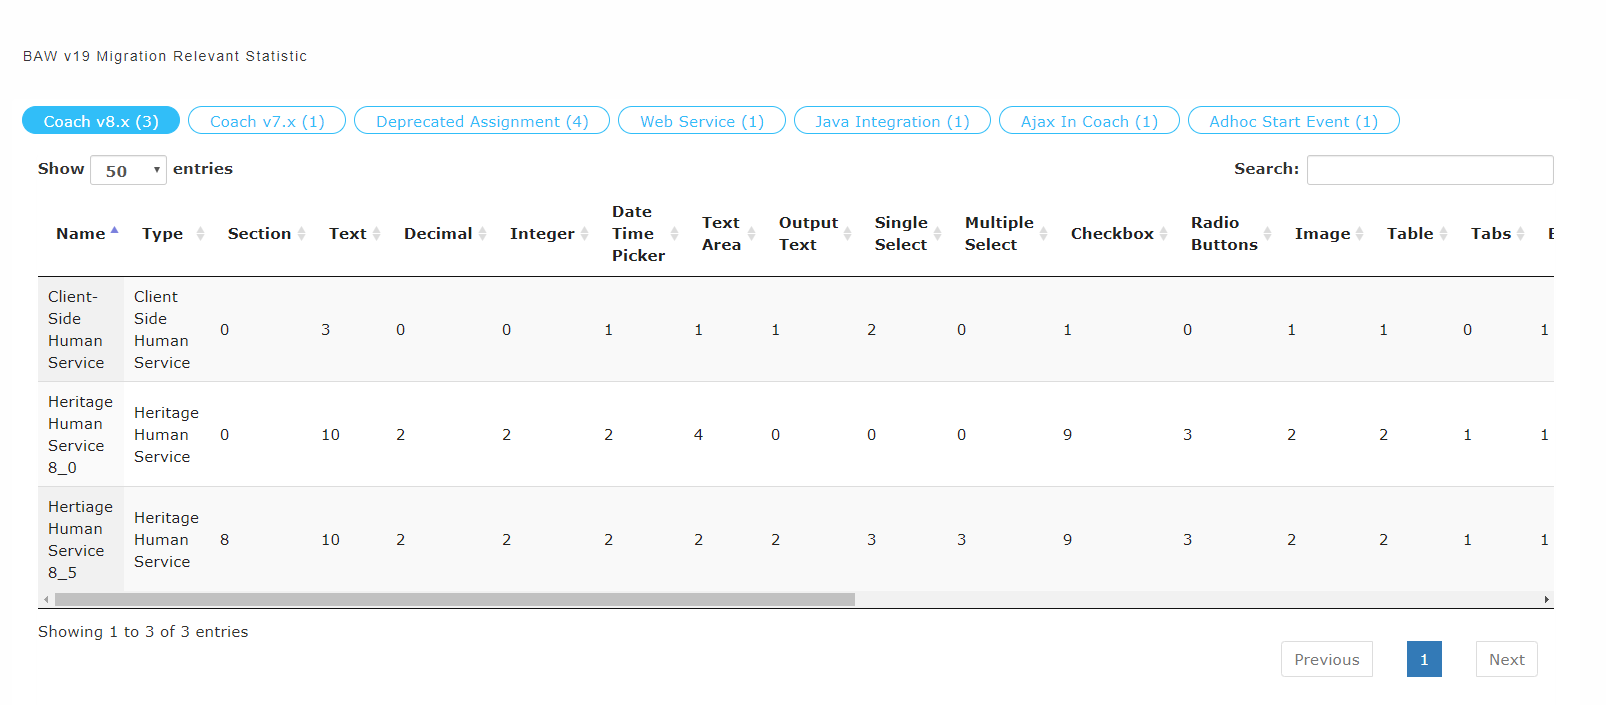 BAW v19 Migration Relevant Statistic
Coach v8.x (3) Coach v7.x (1) Deprecated Assignment (4) Web Service (1) Java Integration (1) Ajax In Coach (1) Adhoc Start Event (1)
Show 50 entries Search:
Name Type Section Text Decimal Integer Date Time Picker Text Area Output Text Single Select Multiple Select Checkbox Radio Buttons Image Table Tabs
Client-Side Human Service Client Side Human Service 0 3 0 0 1 1 1 2 0 1 0 1 1 0 1
Heritage Human Service 8_0 Heritage Human Service 0 10 2 2 2 4 0 0 0 9 3 2 2 1 1
Hertiage Human Service 8_5 Heritage Human Service 8 10 2 2 2 2 2 3 3 9 3 2 2 1 1
Showing 1 to 3 of 3 entries
Previous 1 Next